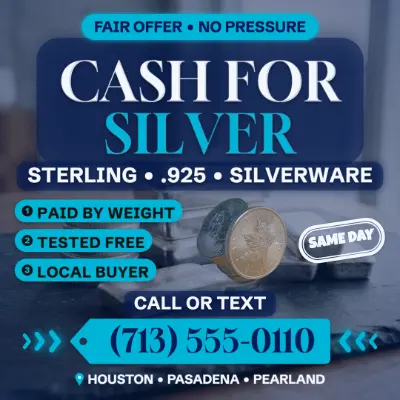 FAIR OFFER • NO PRESSURE
CASH FOR
SILVER
STERLING • .925 • SILVERWARE
1 PAID BY WEIGHT
2 TESTED FREE
3 LOCAL BUYER
SAME DAY
CALL OR TEXT
(713) 555-0110
HOUSTON • PASADENA • PEARLAND